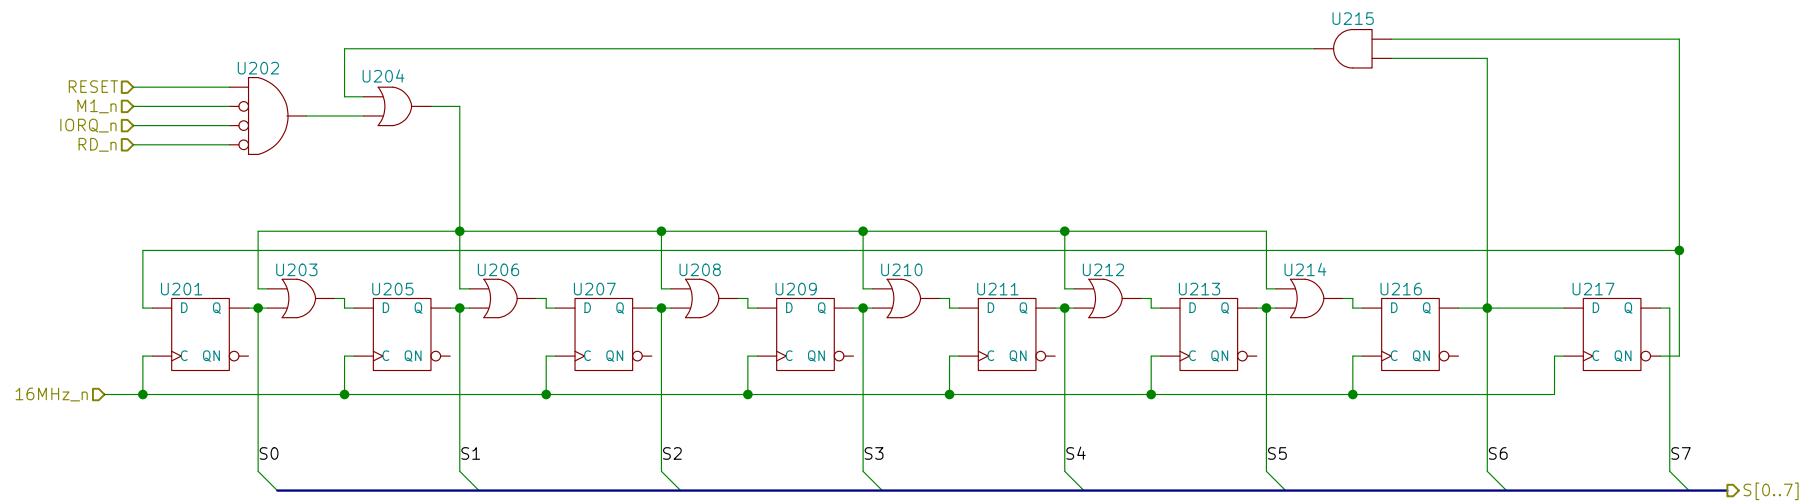 U215
U202
U204
RESET
M1_n
IORQ_n
RD_n
U203
U206
U208
U210
U212
U214
U201
U205
U207
U209
U211
U213
U216
U217
D Q
D Q
D Q
D Q
D Q
D Q
D Q
D Q
C QN
C QN
C QN
C QN
C QN
C QN
C QN
C QN
16MHz_n
S0
S1
S2
S3
S4
S5
S6
S7
S[0..7]